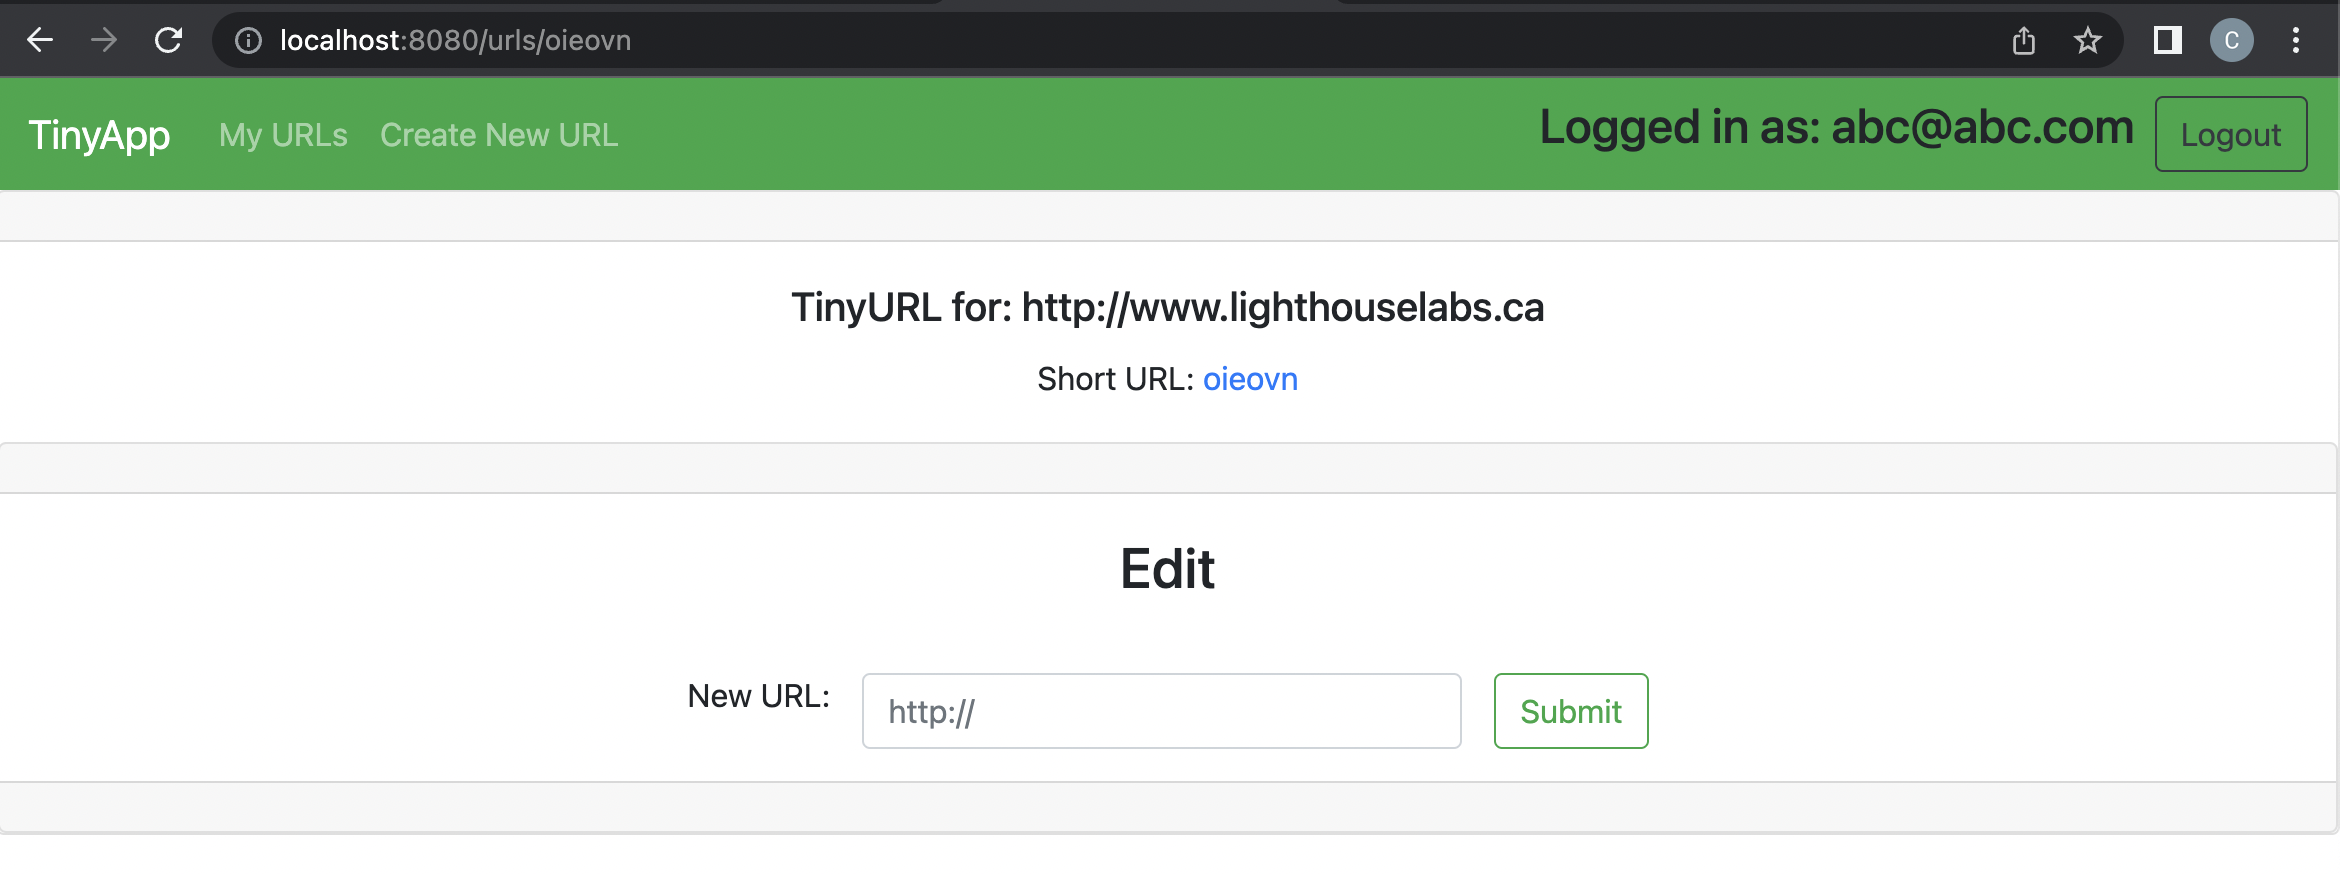 localhost:8080/urls/oieovn
C
TinyApp My URLs Create New URL Logged in as: abc@abc.com Logout
TinyURL for: http://www.lighthouselabs.ca
Short URL: oieovn
Edit
New URL: http:// Submit